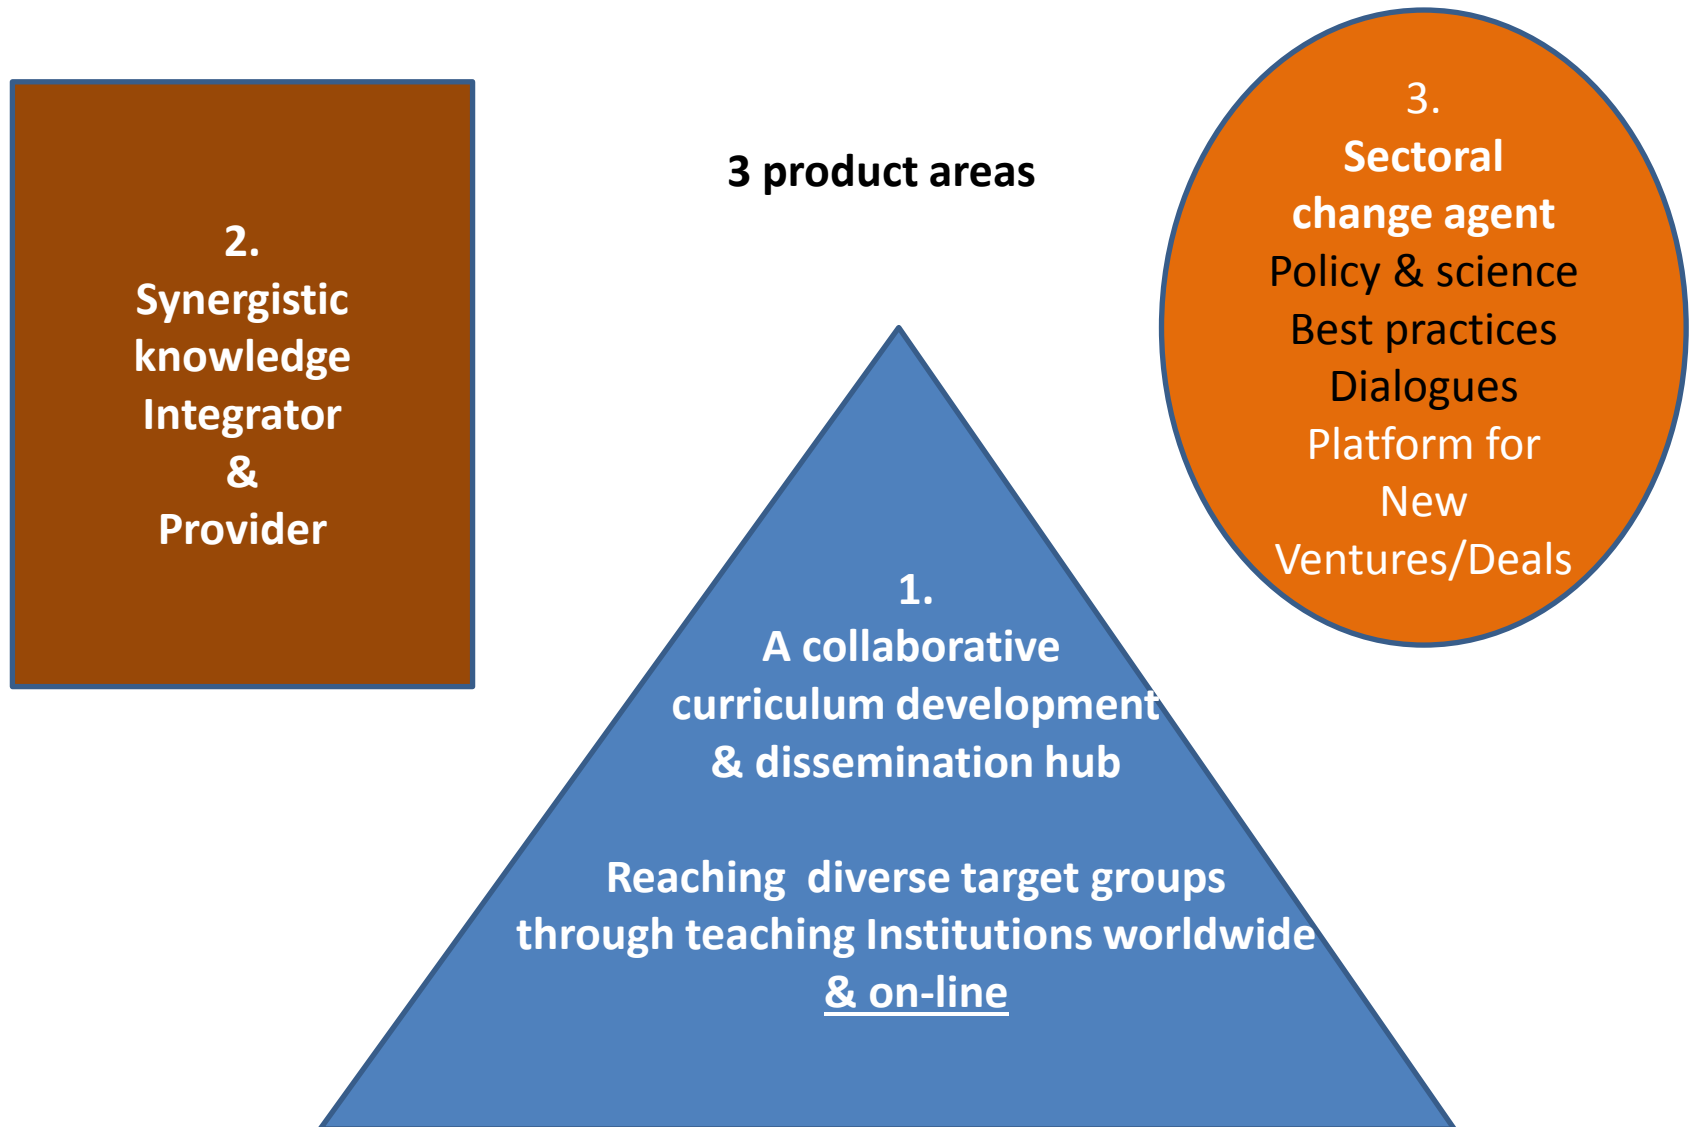 3 product areas
2.
Synergistic
knowledge
Integrator
&
Provider
3.
Sectoral
change agent
Policy & science
Best practices
Dialogues
Platform for
New
Ventures/Deals
1.
A collaborative
curriculum development
& dissemination hub
Reaching  diverse target groups
through teaching Institutions worldwide
& on-line